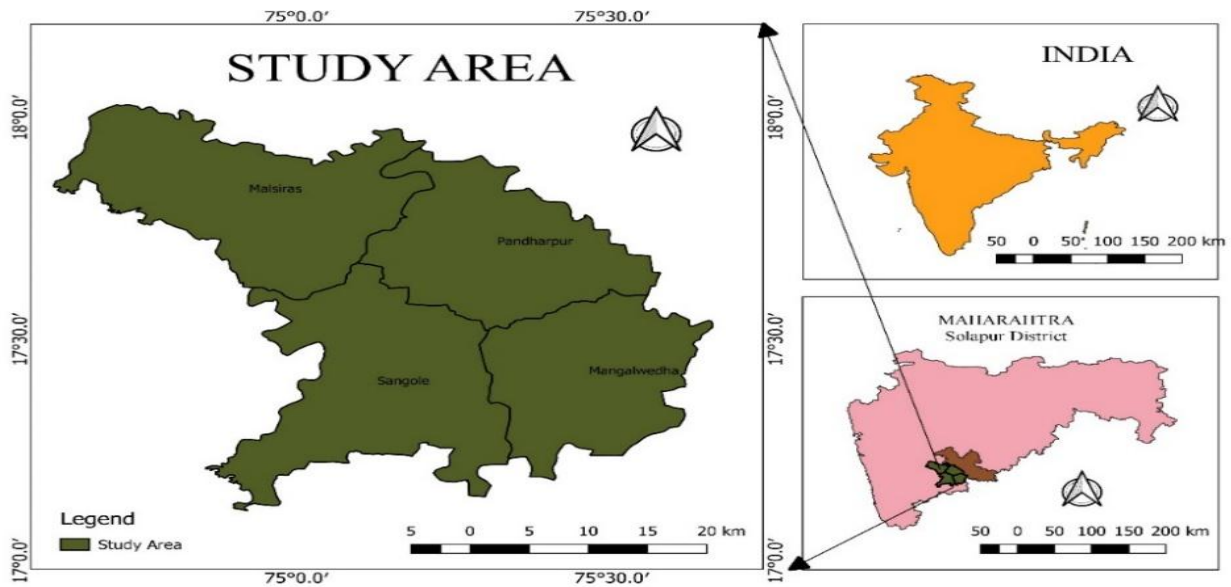 75°0.0' 75°30.0'
STUDY AREA
18°0.0'
18°0.0'
Malsiras
Pandharpur
17°30.0'
17°30.0'
Sangole
Mangalwedha
Legend
Study Area
5 0 5 10 15 20 km
17°0.0'
17°0.0'
75°0.0' 75°30.0'
INDIA
50 0 50 100 150 200 km
MAHARAHTRA
Solapur District
50 0 50 100 150 200 km